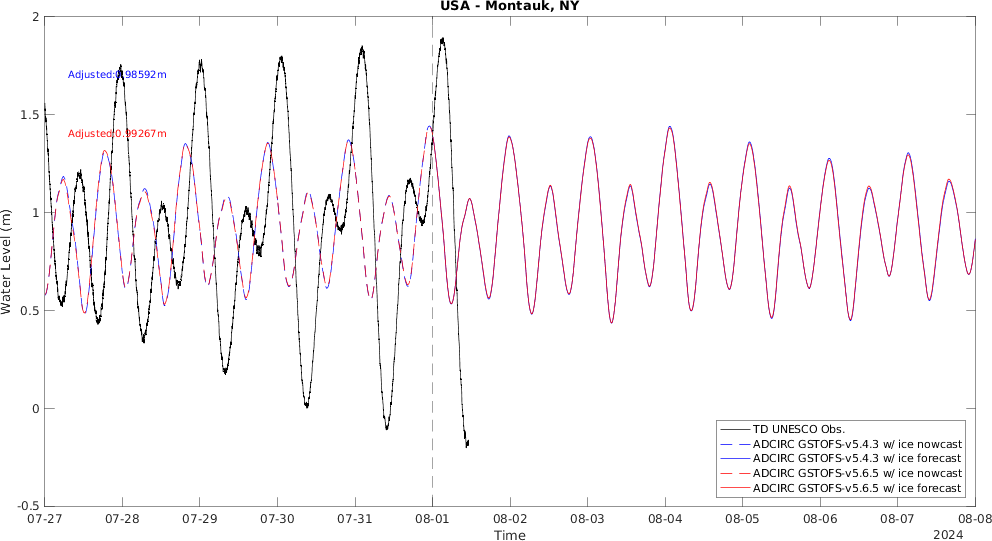 USA - Montauk, NY
Adjusted:0.98592m
Adjusted:0.99267m
Water Level (m)
2
1.5
1
0.5
0
-0.5
07-27 07-28 07-29 07-30 07-31 08-01 08-02 08-03 08-04 08-05 08-06 08-07 08-08
Time
2024
TD UNESCO Obs.
ADCIRC GSTOFS-v5.4.3 w/ ice nowcast
ADCIRC GSTOFS-v5.4.3 w/ ice forecast
ADCIRC GSTOFS-v5.6.5 w/ ice nowcast
ADCIRC GSTOFS-v5.6.5 w/ ice forecast